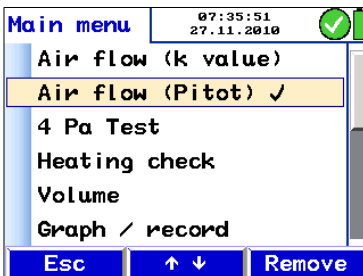 Main menu
07:35:51
27.11.2010
Air flow (k value)
Air flow (Pitot) ✓
4 Pa Test
Heating check
Volume
Graph / record
Esc ↑ ↓ Remove